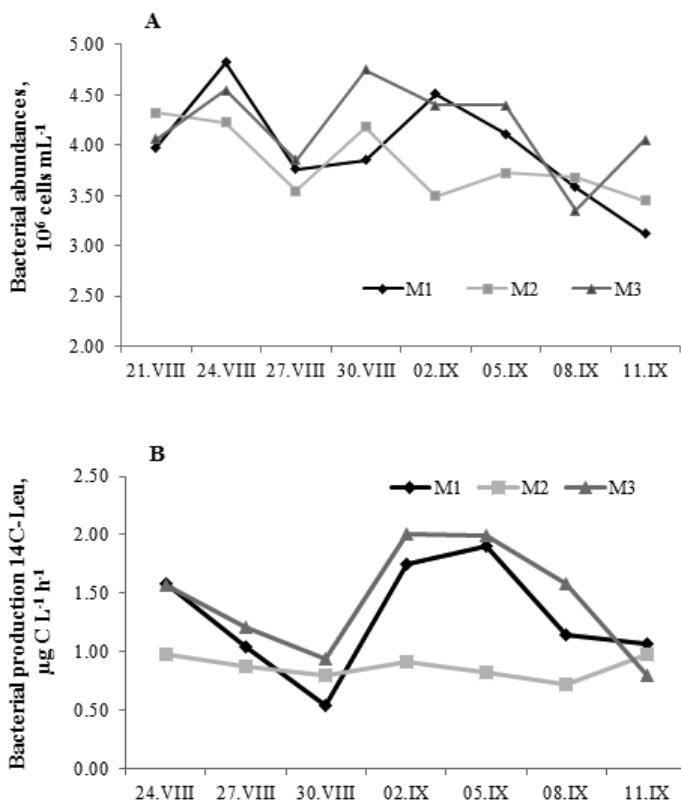 A
Bacterial abundances,
10⁶ cells mL⁻¹
5.00
4.50
4.00
3.50
3.00
2.50
2.00
M1 M2 M3
21.VIII 24.VIII 27.VIII 30.VIII 02.IX 05.IX 08.IX 11.IX
B
Bacterial production 14C-Leu,
µg C L⁻¹ h⁻¹
2.50
2.00
1.50
1.00
0.50
0.00
M1 M2 M3
24.VIII 27.VIII 30.VIII 02.IX 05.IX 08.IX 11.IX